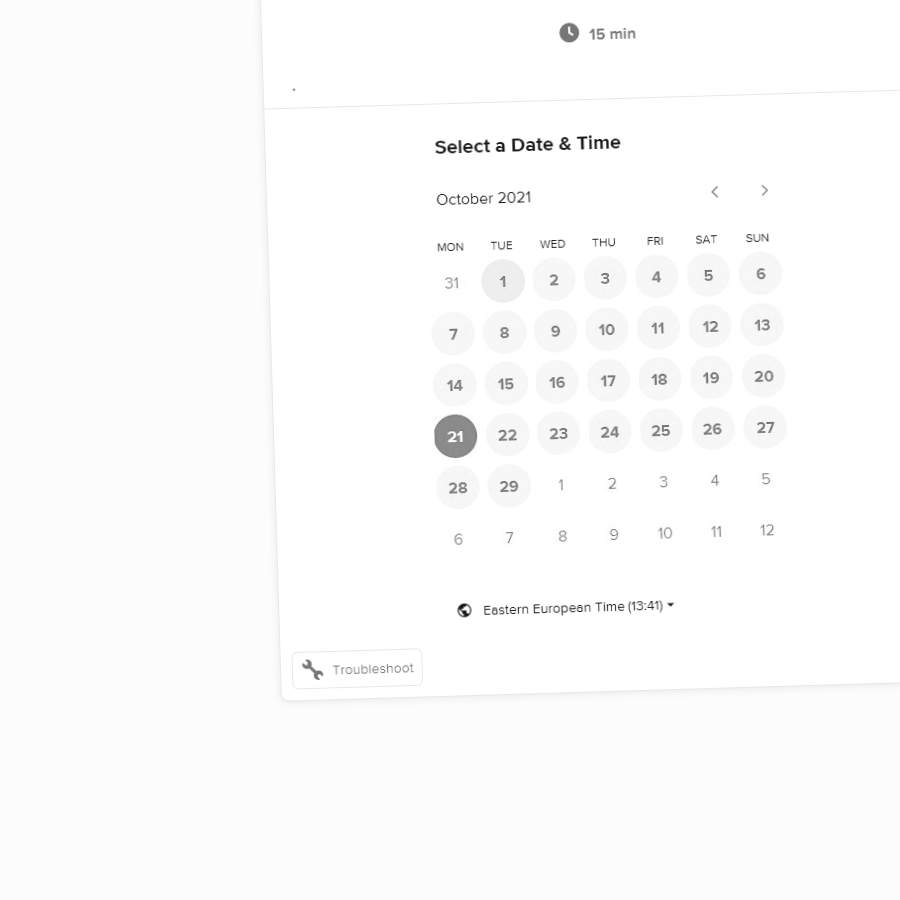 15 min
.
Select a Date & Time
October 2021
MON TUE WED THU FRI SAT SUN
31 1 2 3 4 5 6
7 8 9 10 11 12 13
14 15 16 17 18 19 20
21 22 23 24 25 26 27
28 29 1 2 3 4 5
6 7 8 9 10 11 12
Eastern European Time (13:41)
Troubleshoot